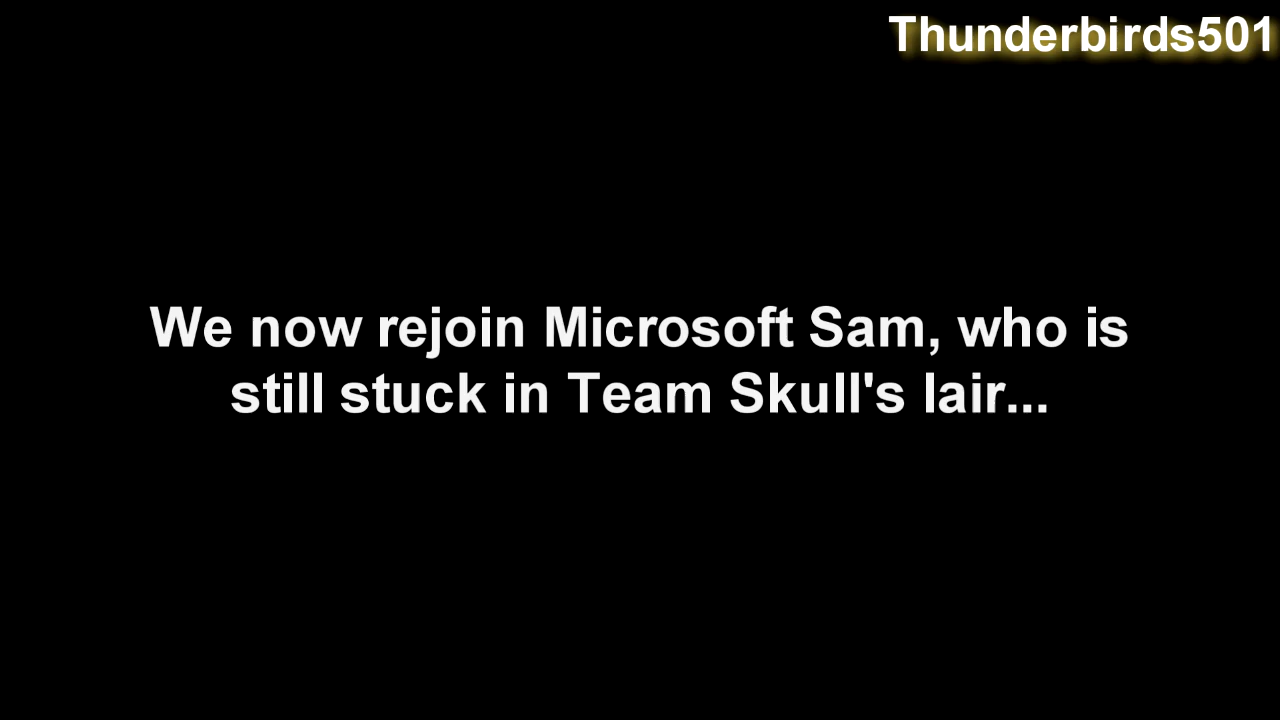 Thunderbirds501
We now rejoin Microsoft Sam, who is
still stuck in Team Skull's lair...